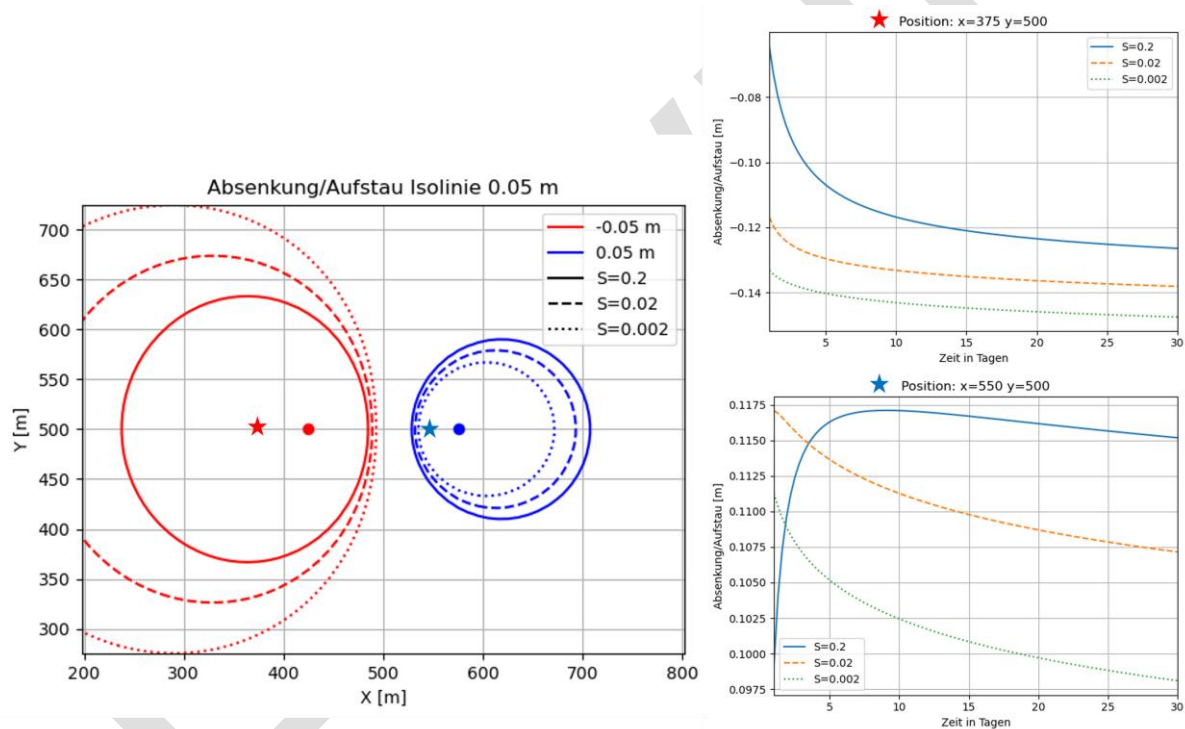 Absenkung/Aufstau Isolinie 0.05 m
-0.05 m
0.05 m
S=0.2
S=0.02
S=0.002
Y [m]
700
650
600
550
500
450
400
350
300
200
300
400
500
600
700
800
X [m]
Position: x=375 y=500
S=0.2
S=0.02
S=0.002
Absenkung/Aufstau [m]
−0.08
−0.10
−0.12
−0.14
5
10
15
20
25
30
Zeit in Tagen
Position: x=550 y=500
Absenkung/Aufstau [m]
0.1175
0.1150
0.1125
0.1100
0.1075
0.1050
0.1025
0.1000
0.0975
S=0.2
S=0.02
S=0.002
5
10
15
20
25
30
Zeit in Tagen